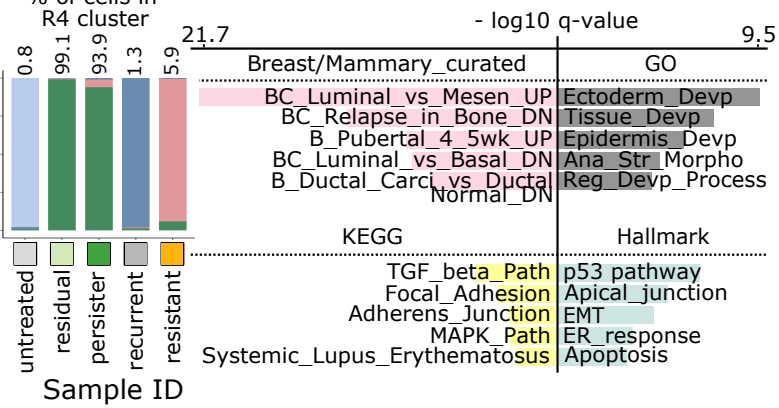 % of cells in
R4 cluster
0.8
99.1
93.9
1.3
5.9
untreated
residual
persister
recurrent
resistant
Sample ID
- log10 q-value
21.7
9.5
Breast/Mammary_curated
GO
BC_Luminal_vs_Mesen_UP
Ectoderm_Devp
BC_Relapse_in_Bone_DN
Tissue_Devp
B_Pubertal_4_5wk_UP
Epidermis_Devp
BC_Luminal_vs_Basal_DN
Ana_Str_Morpho
B_Ductal_Carci_vs_Ductal
Normal_DN
Reg_Devp_Process
KEGG
Hallmark
TGF_beta_Path
p53 pathway
Focal_Adhesion
Apical_junction
Adherens_Junction
EMT
MAPK_Path
ER_response
Systemic_Lupus_Erythematosus
Apoptosis